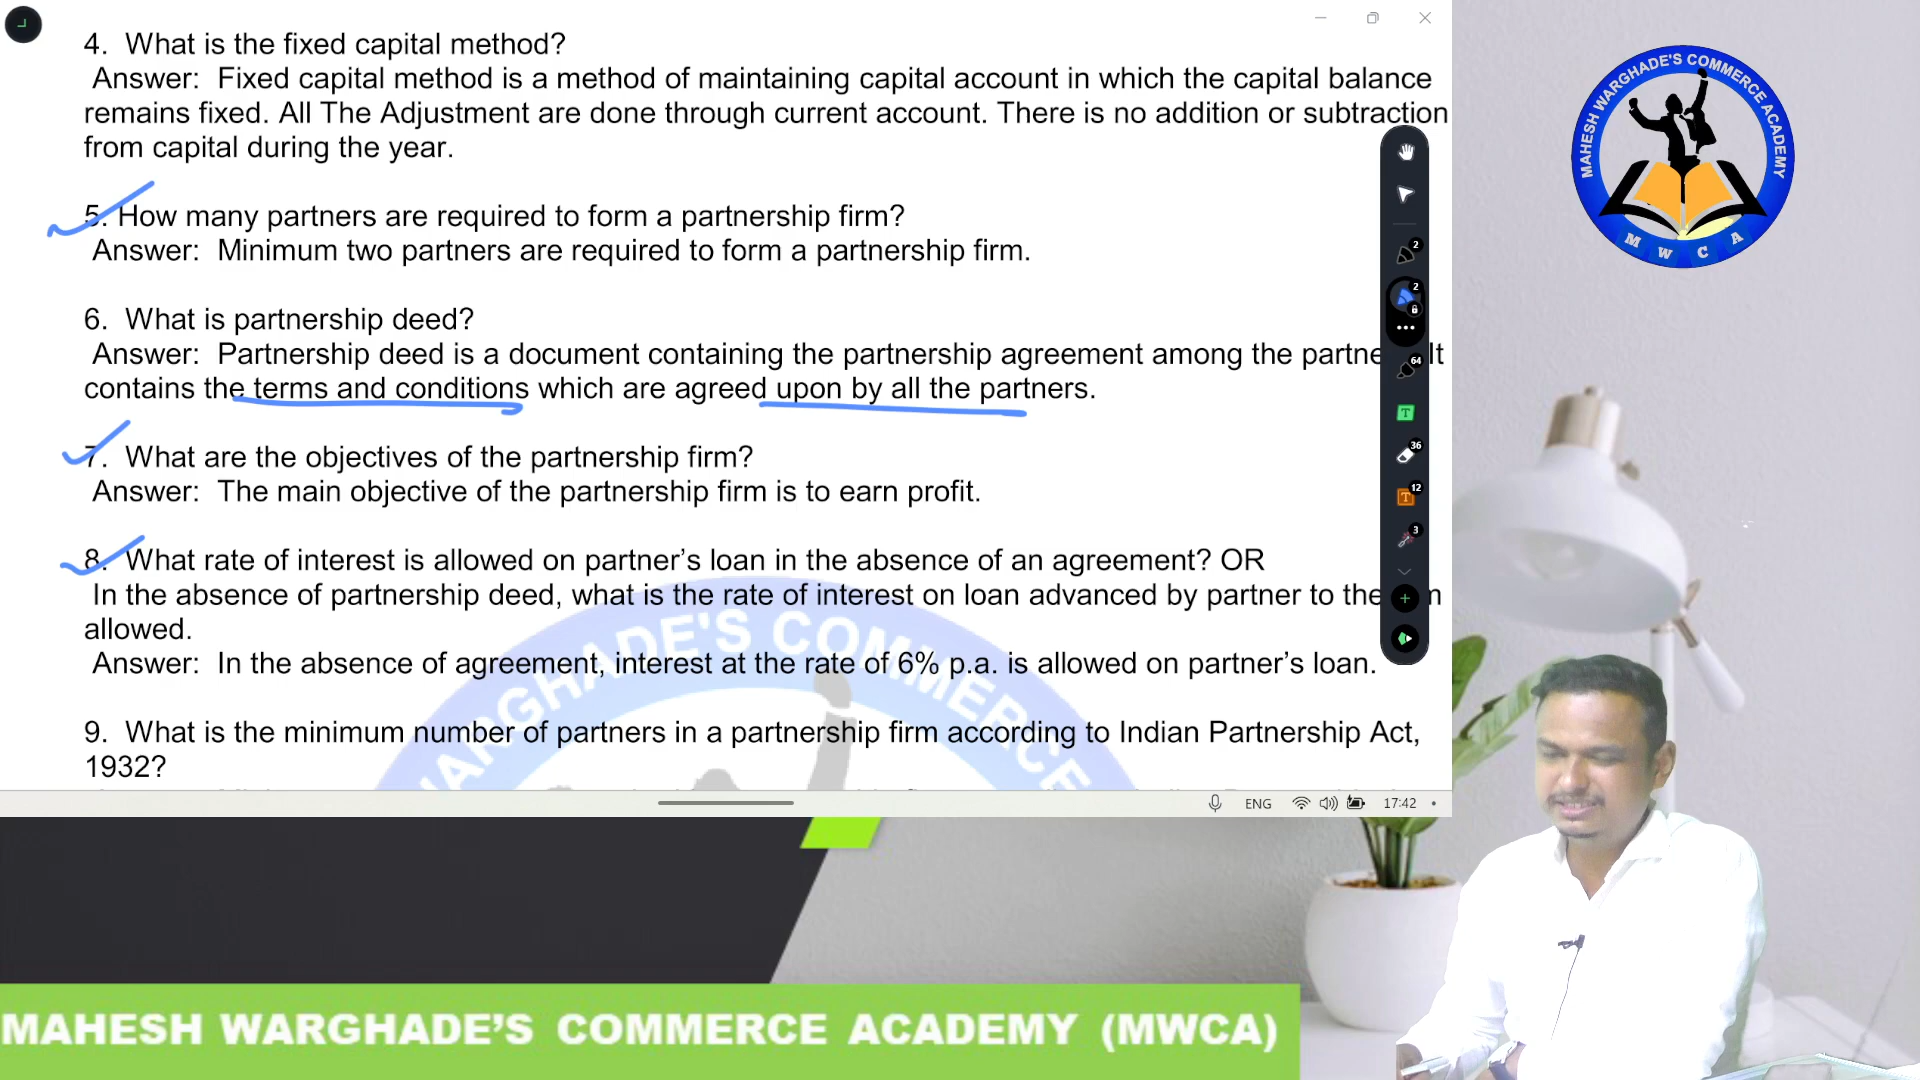 4. What is the fixed capital method?
Answer: Fixed capital method is a method of maintaining capital account in which the capital balance
remains fixed. All The Adjustment are done through current account. There is no addition or subtraction
from capital during the year.
5. How many partners are required to form a partnership firm?
Answer: Minimum two partners are required to form a partnership firm.
6. What is partnership deed?
Answer: Partnership deed is a document containing the partnership agreement among the It
contains the terms and conditions which are agreed upon by all the partners.
7. What are the objectives of the partnership firm?
Answer: The main objective of the partnership firm is to earn profit.
8. What rate of interest is allowed on partner's loan in the absence of an agreement? OR
In the absence of partnership deed, what is the rate of interest on loan advanced by partner to the
allowed.
Answer: In the absence of agreement, interest at the rate of 6% p.a. is allowed on partner's loan.
9. What is the minimum number of partners in a partnership firm according to Indian Partnership Act,
1932?
WARGHADE'S COMMERCE
2
2
64
T
36
T 12
3
ENG 17:42
MAHESH WARGHADE'S COMMERCE ACADEMY
M W C A
MAHESH WARGHADE'S COMMERCE ACADEMY (MWCA)